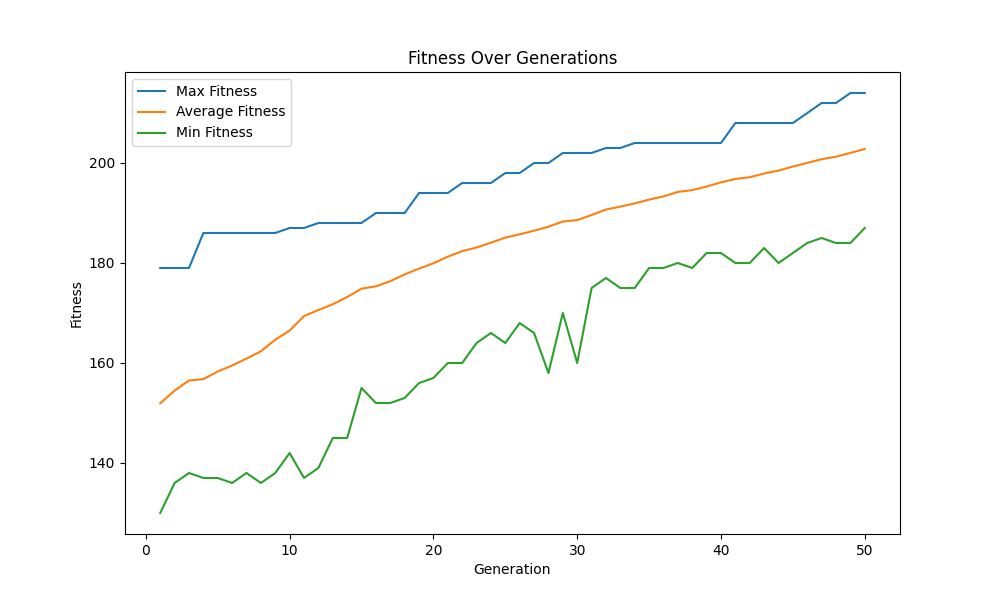 Fitness Over Generations
Max Fitness
Average Fitness
Min Fitness
Fitness
200
180
160
140
0
10
20
30
40
50
Generation